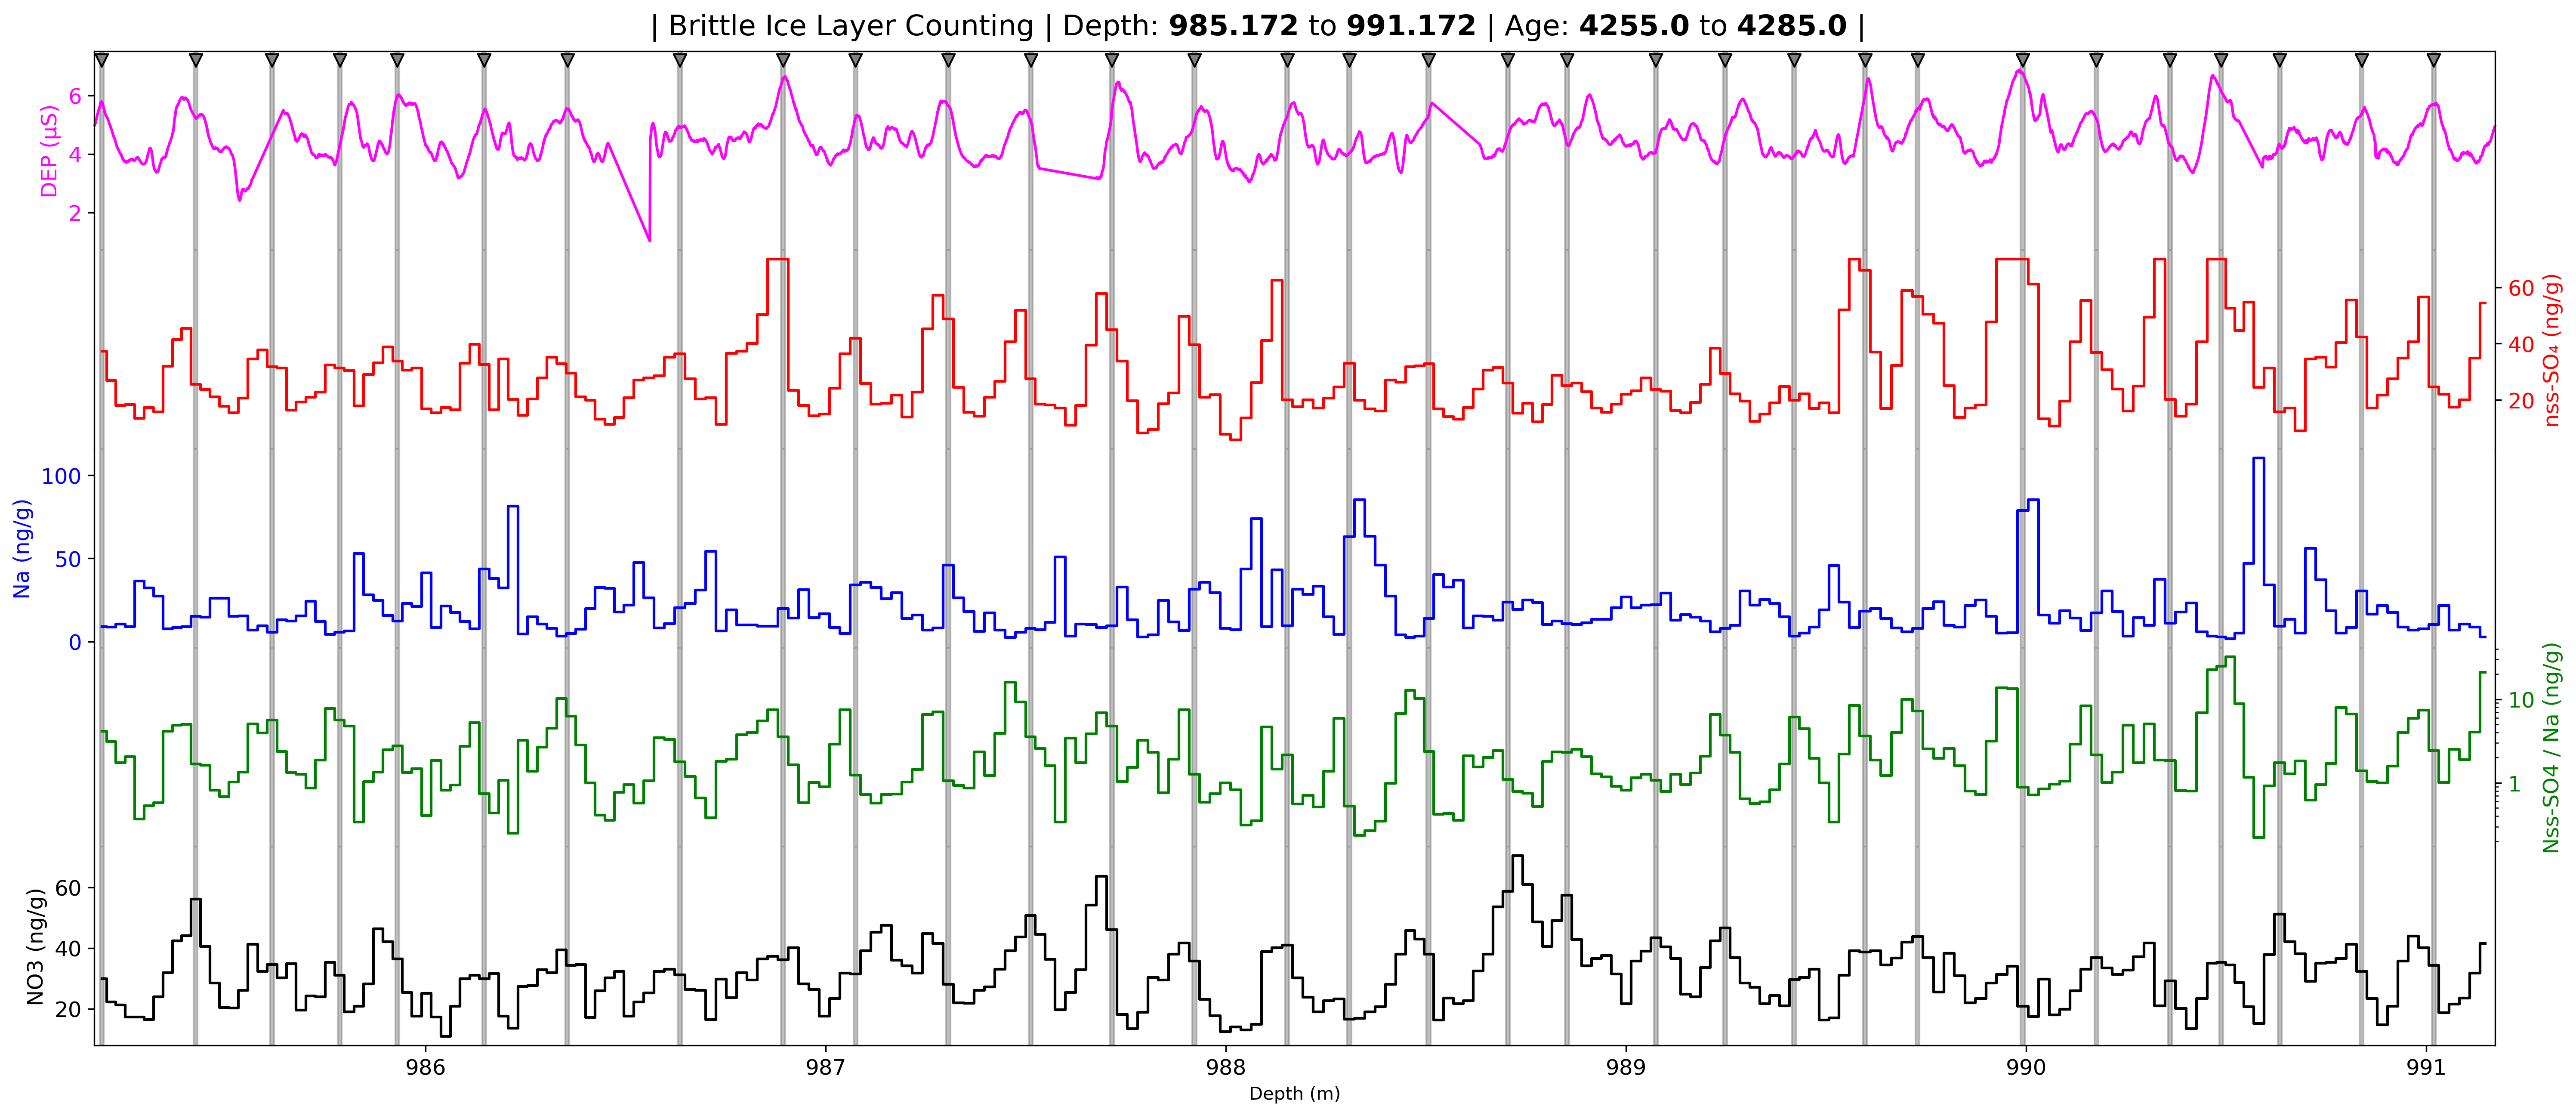 | Brittle Ice Layer Counting | Depth: 985.172 to 991.172 | Age: 4255.0 to 4285.0 |
DEP (µS)
6
4
2
nss-SO₄ (ng/g)
60
40
20
Na (ng/g)
100
50
0
Nss-SO4 / Na (ng/g)
10
1
NO3 (ng/g)
60
40
20
986
987
988
989
990
991
Depth (m)